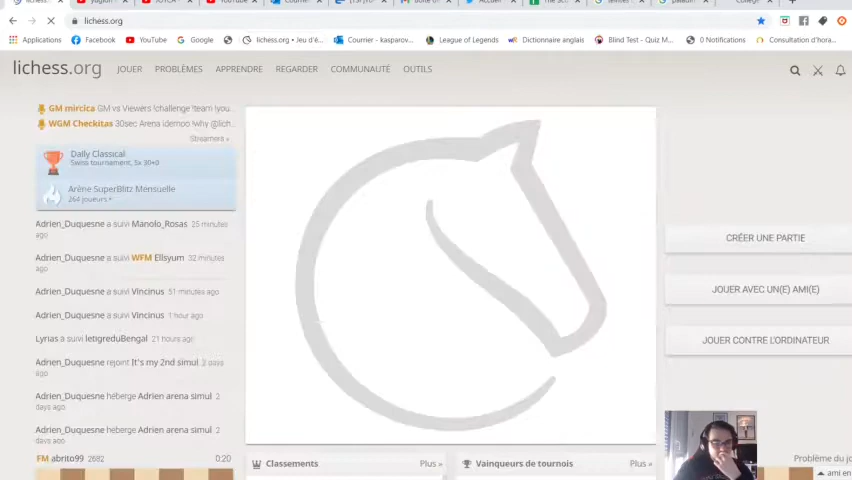 lichess.org
Applications Facebook YouTube Google lichess.org • Jeu d'é... Courrier - kasparov... League of Legends Dictionnaire anglais Blind Test - Quiz M... 0 Notifications Consultation d'hora...
lichess.org JOUER PROBLÈMES APPRENDRE REGARDER COMMUNAUTÉ OUTILS
GM mircica GM vs Viewers !challenge !team !you...
WGM Checkitas 30sec Arena !demoo !why @lich...
Streamers »
Daily Classical
Swiss tournament, 5x 30+0
Arène SuperBlitz Mensuelle
264 joueurs •
Adrien_Duquesne a suivi Manolo_Rosas 25 minutes
ago
Adrien_Duquesne a suivi WFM Ellsyum 32 minutes
ago
Adrien_Duquesne a suivi Vincinus 51 minutes ago
Adrien_Duquesne a suivi Vincinus 1 hour ago
Lyrias a suivi letigreduBengal 21 hours ago
Adrien_Duquesne rejoint It's my 2nd simul 2 days
ago
Adrien_Duquesne héberge Adrien arena simul 2
days ago
Adrien_Duquesne héberge Adrien arena simul 2
days ago
FM abrito99 2682 0:20
CRÉER UNE PARTIE
JOUER AVEC UN(E) AMI(E)
JOUER CONTRE L'ORDINATEUR
Classements Plus »
Vainqueurs de tournois Plus »
Problème du jo
ami en